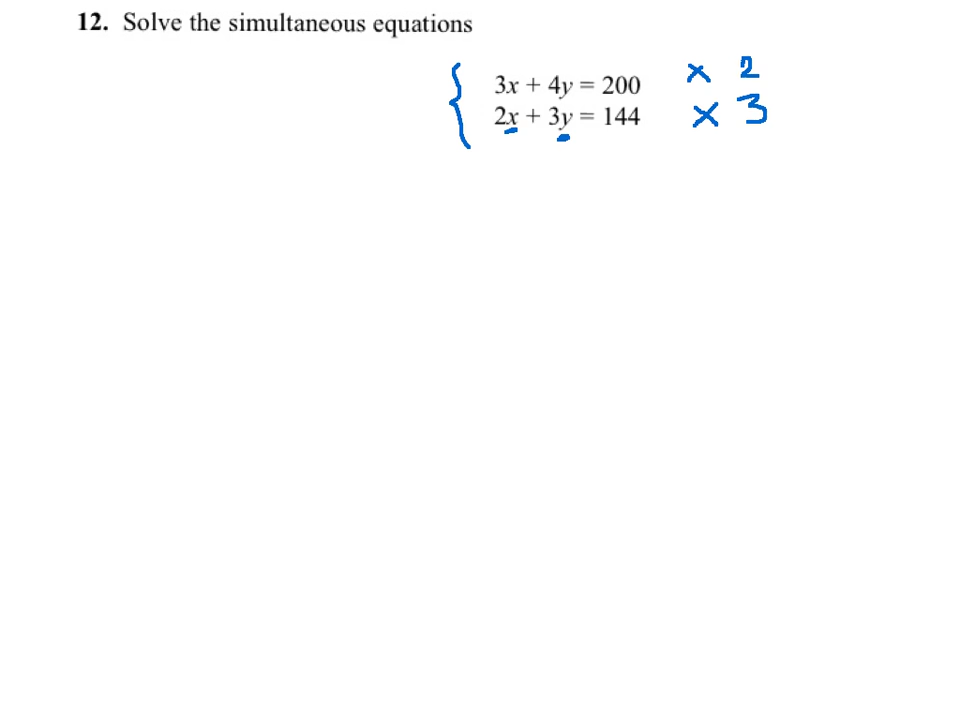 12. Solve the simultaneous equations
3x + 4y = 200 × 2
2x + 3y = 144 × 3